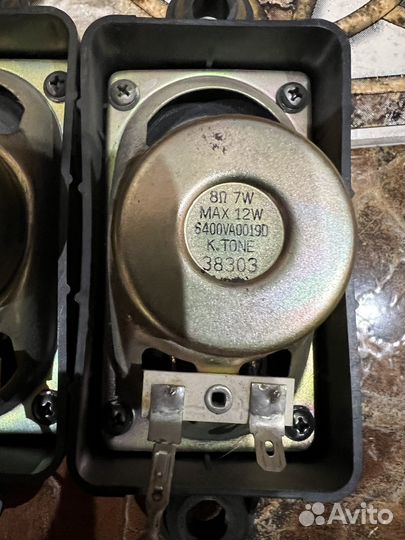 8Ω 7W
MAX 12W
6400VA0019D
K.TONE
38303
Avito